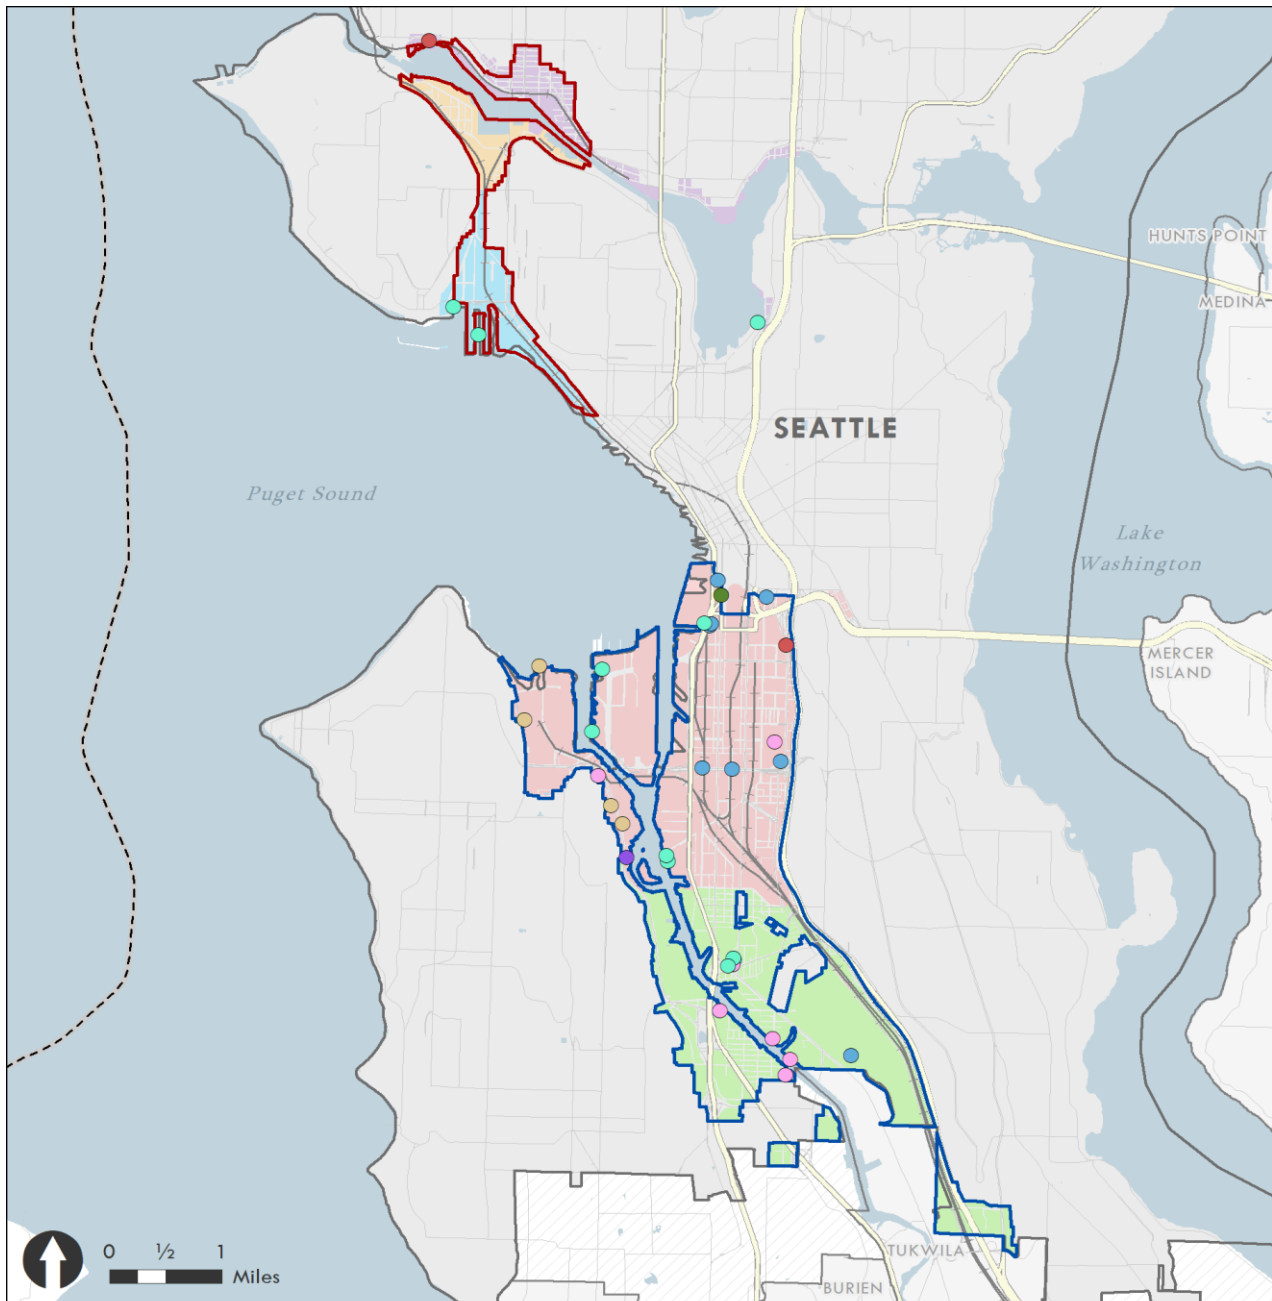 HUNTS POINT
MEDINA
SEATTLE
Puget Sound
Lake
Washington
MERCER
ISLAND
0 ½ 1
Miles
TUKWILA
BURIEN